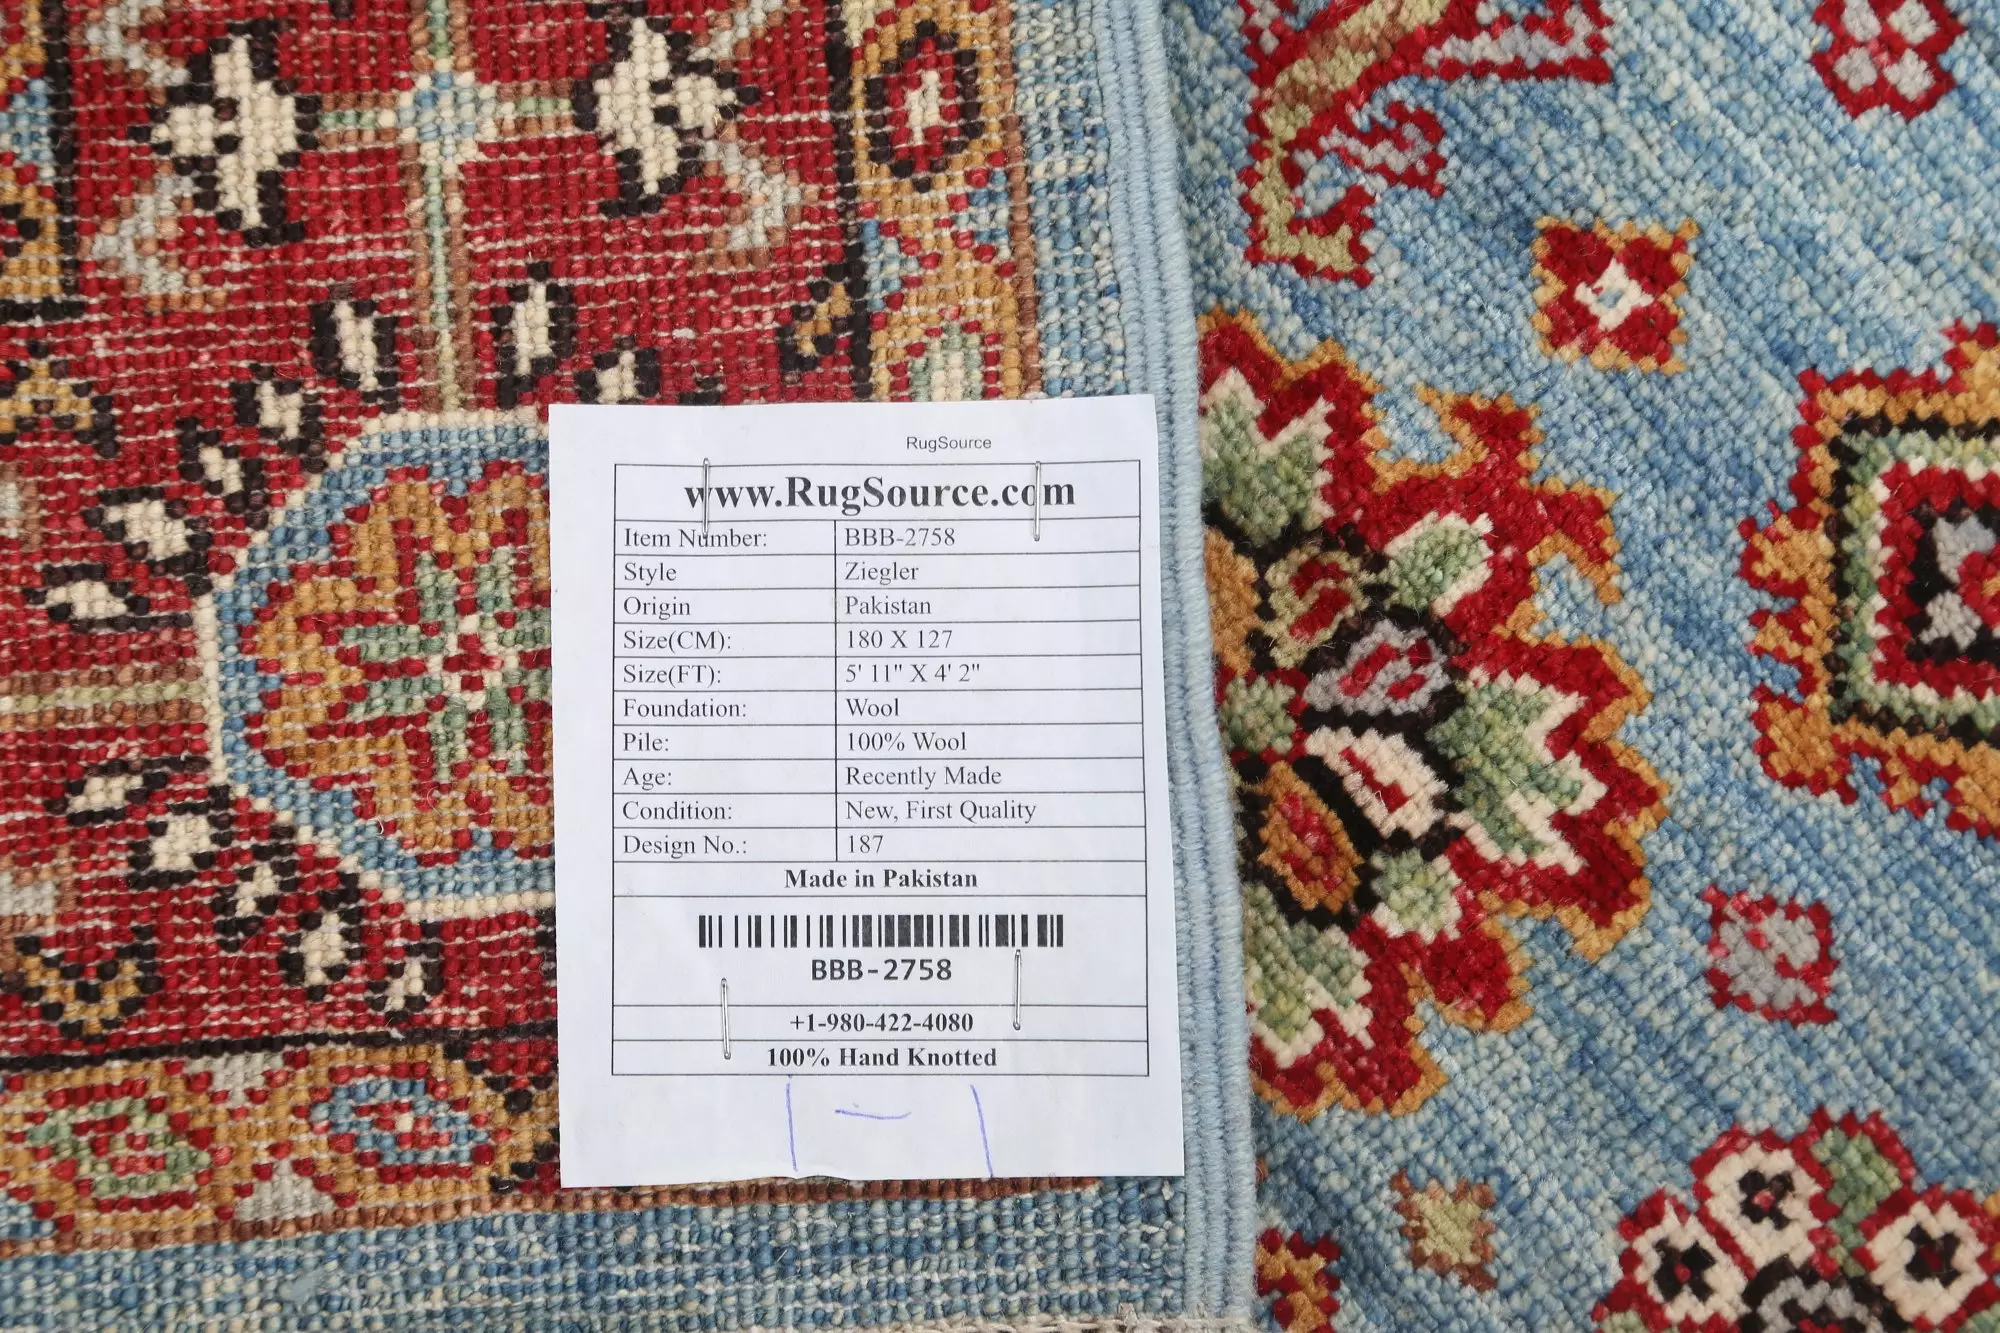 RugSource
www.RugSource.com
Item Number: BBB-2758
Style Ziegler
Origin Pakistan
Size(CM): 180 X 127
Size(FT): 5' 11" X 4' 2"
Foundation: Wool
Pile: 100% Wool
Age: Recently Made
Condition: New, First Quality
Design No.: 187
Made in Pakistan
BBB-2758
+1-980-422-4080
100% Hand Knotted
1 - 1